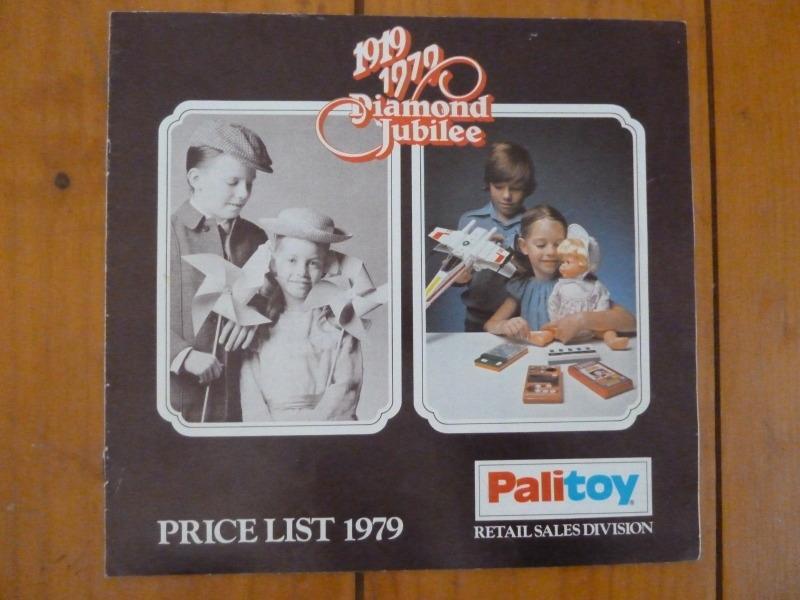 1919
1979
Diamond
Jubilee
PRICE LIST 1979
Palitoy
RETAIL SALES DIVISION